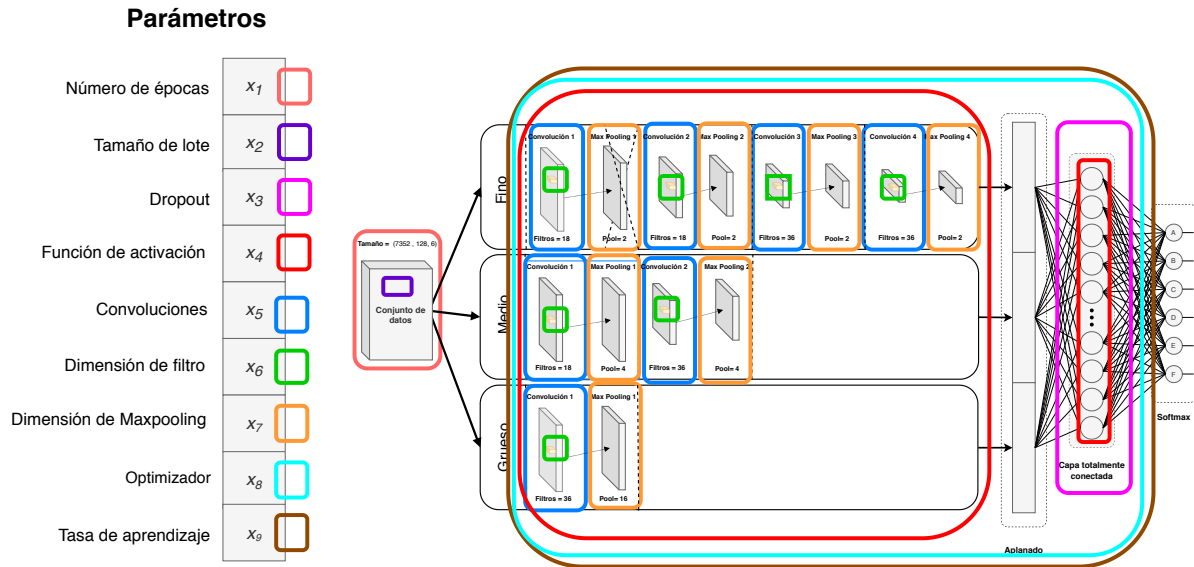 Parámetros
Número de épocas
x1
Tamaño de lote
x2
Dropout
x3
Función de activación
x4
Convoluciones
x5
Dimensión de filtro
x6
Dimensión de Maxpooling
x7
Optimizador
x8
Tasa de aprendizaje
x9
Tamaño = (7352 , 128, 6)
Conjunto de
datos
Fino
Convolución 1
Max Pooling 1
Convolución 2
Max Pooling 2
Convolución 3
Max Pooling 3
Convolución 4
Max Pooling 4
Filtros = 18
Pool= 2
Filtros = 18
Pool= 2
Filtros = 36
Pool= 2
Filtros = 36
Pool= 2
Medio
Convolución 1
Max Pooling 1
Convolución 2
Max Pooling 2
Filtros = 18
Pool= 4
Filtros = 36
Pool= 4
Grueso
Convolución 1
Max Pooling 1
Filtros = 36
Pool= 16
Aplanado
Capa totalmente
conectada
A
B
C
D
E
F
Softmax